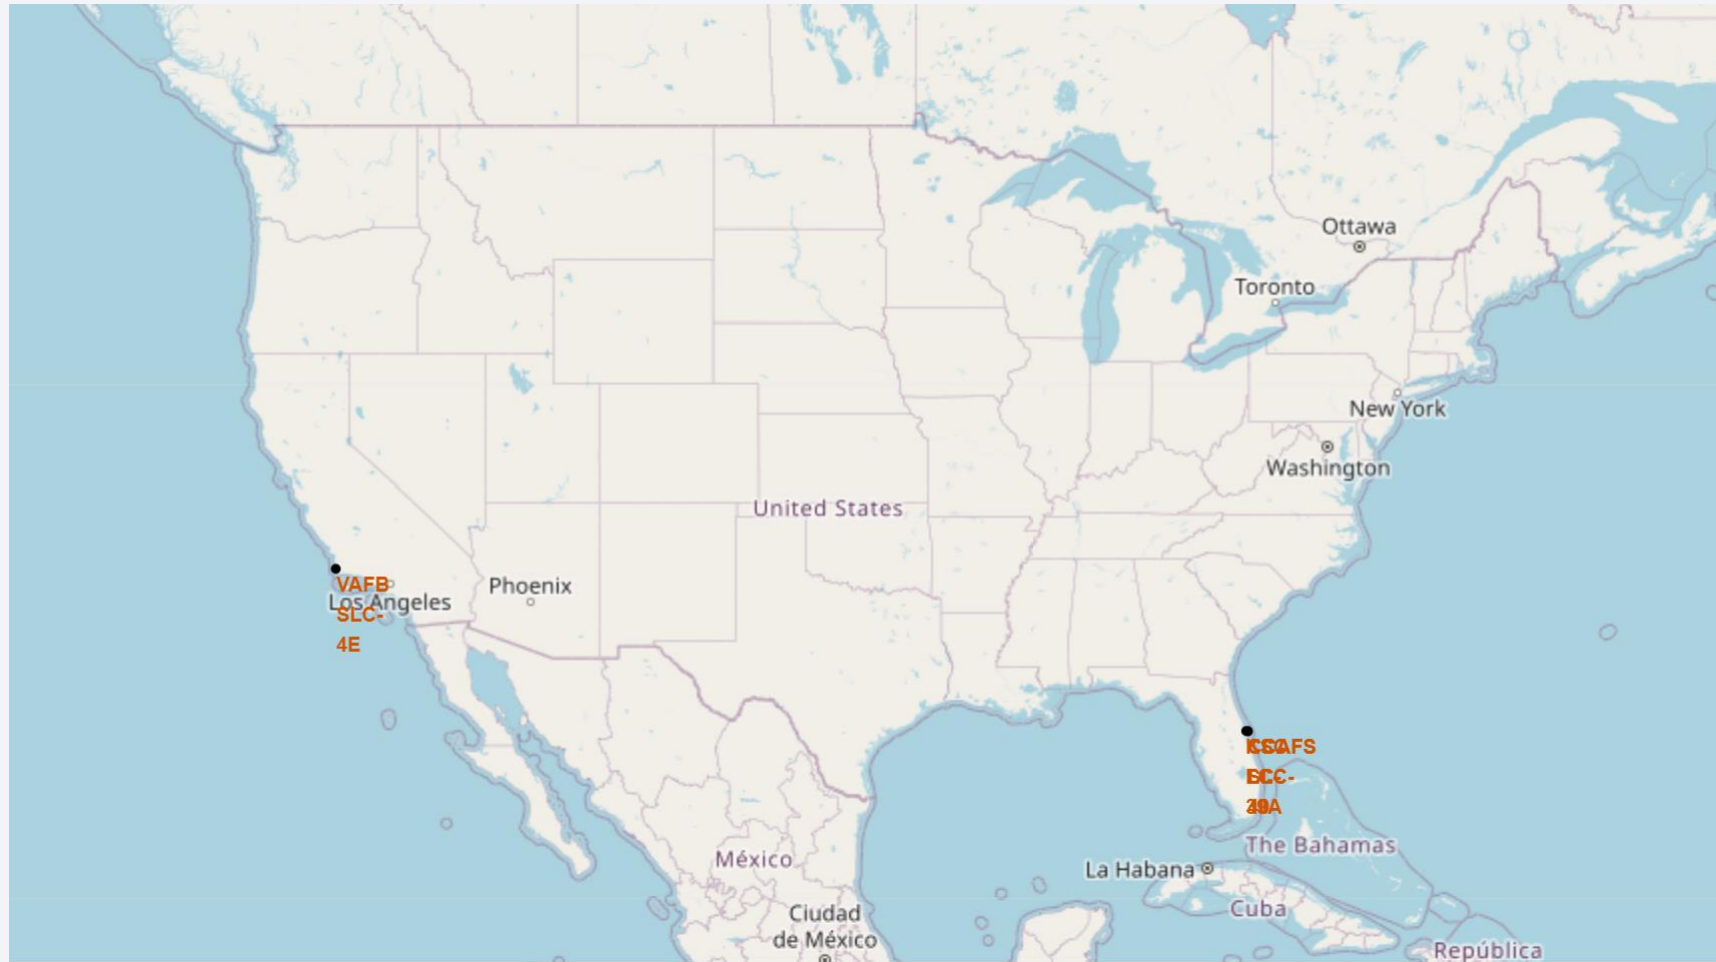 Ottawa
Toronto
New York
Washington
United States
Phoenix
VAFB
Los Angeles
SLC-
4E
The Bahamas
México
La Habana
Cuba
Ciudad
de México
República